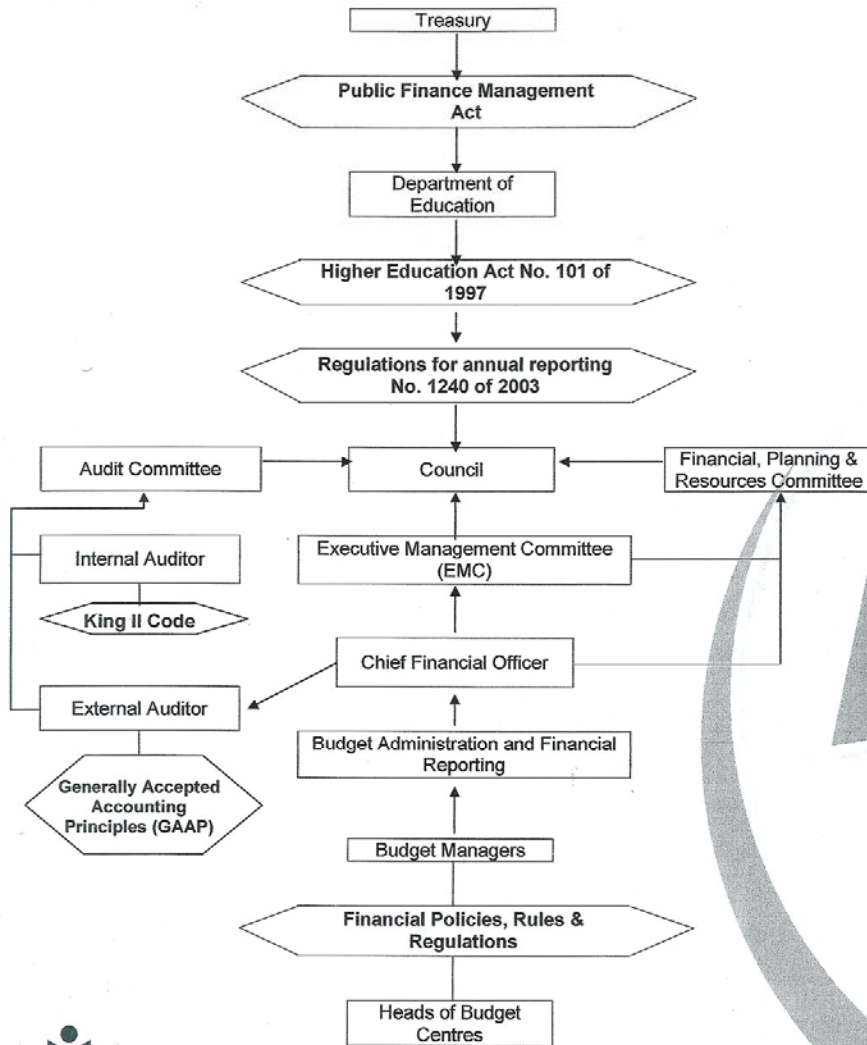 Treasury
Public Finance Management
Act
Department of
Education
Higher Education Act No. 101 of
1997
Regulations for annual reporting
No. 1240 of 2003
Audit Committee
Council
Financial, Planning &
Resources Committee
Internal Auditor
Executive Management Committee
(EMC)
King II Code
Chief Financial Officer
External Auditor
Budget Administration and Financial
Reporting
Generally Accepted
Accounting
Principles (GAAP)
Budget Managers
Financial Policies, Rules &
Regulations
Heads of Budget
Centres